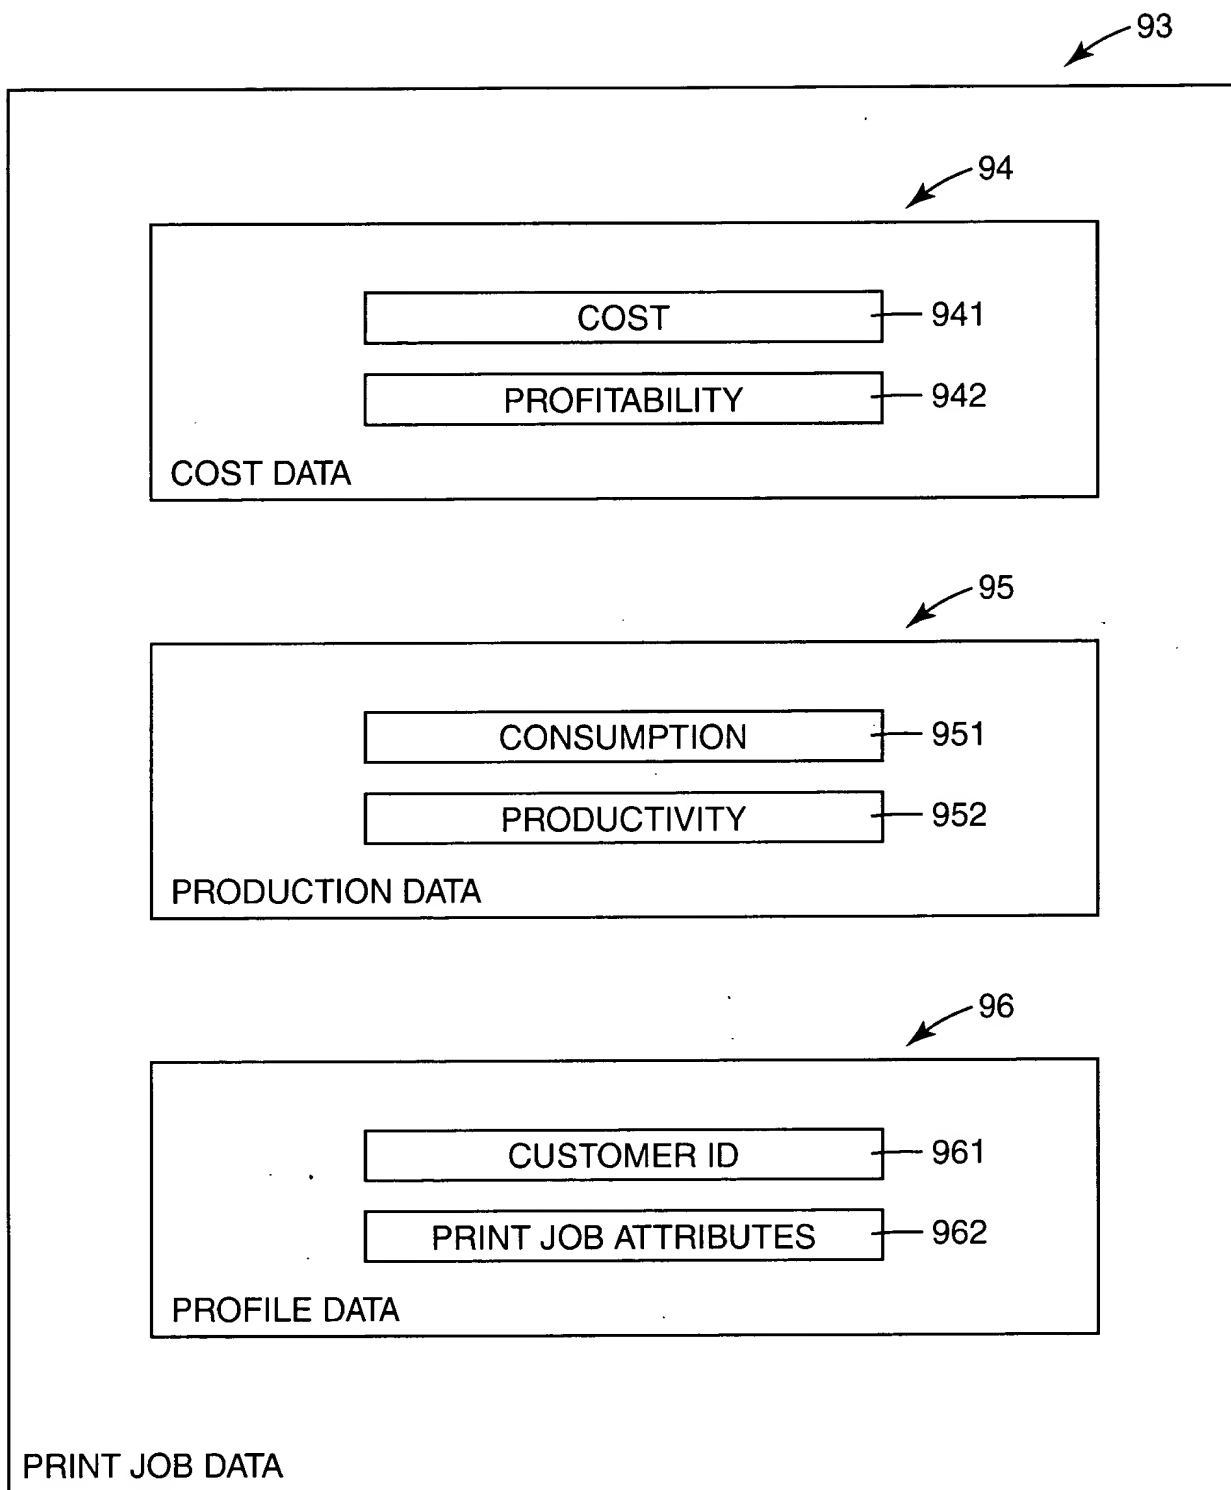 93
94
COST 941
PROFITABILITY 942
COST DATA
95
CONSUMPTION 951
PRODUCTIVITY 952
PRODUCTION DATA
96
CUSTOMER ID 961
PRINT JOB ATTRIBUTES 962
PROFILE DATA
PRINT JOB DATA